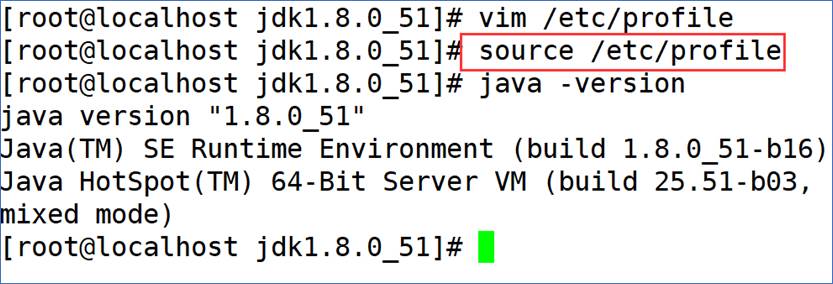 [root@localhost jdk1.8.0_51]# vim /etc/profile
[root@localhost jdk1.8.0_51]# source /etc/profile
[root@localhost jdk1.8.0_51]# java -version
java version "1.8.0_51"
Java(TM) SE Runtime Environment (build 1.8.0_51-b16)
Java HotSpot(TM) 64-Bit Server VM (build 25.51-b03,
mixed mode)
[root@localhost jdk1.8.0_51]#